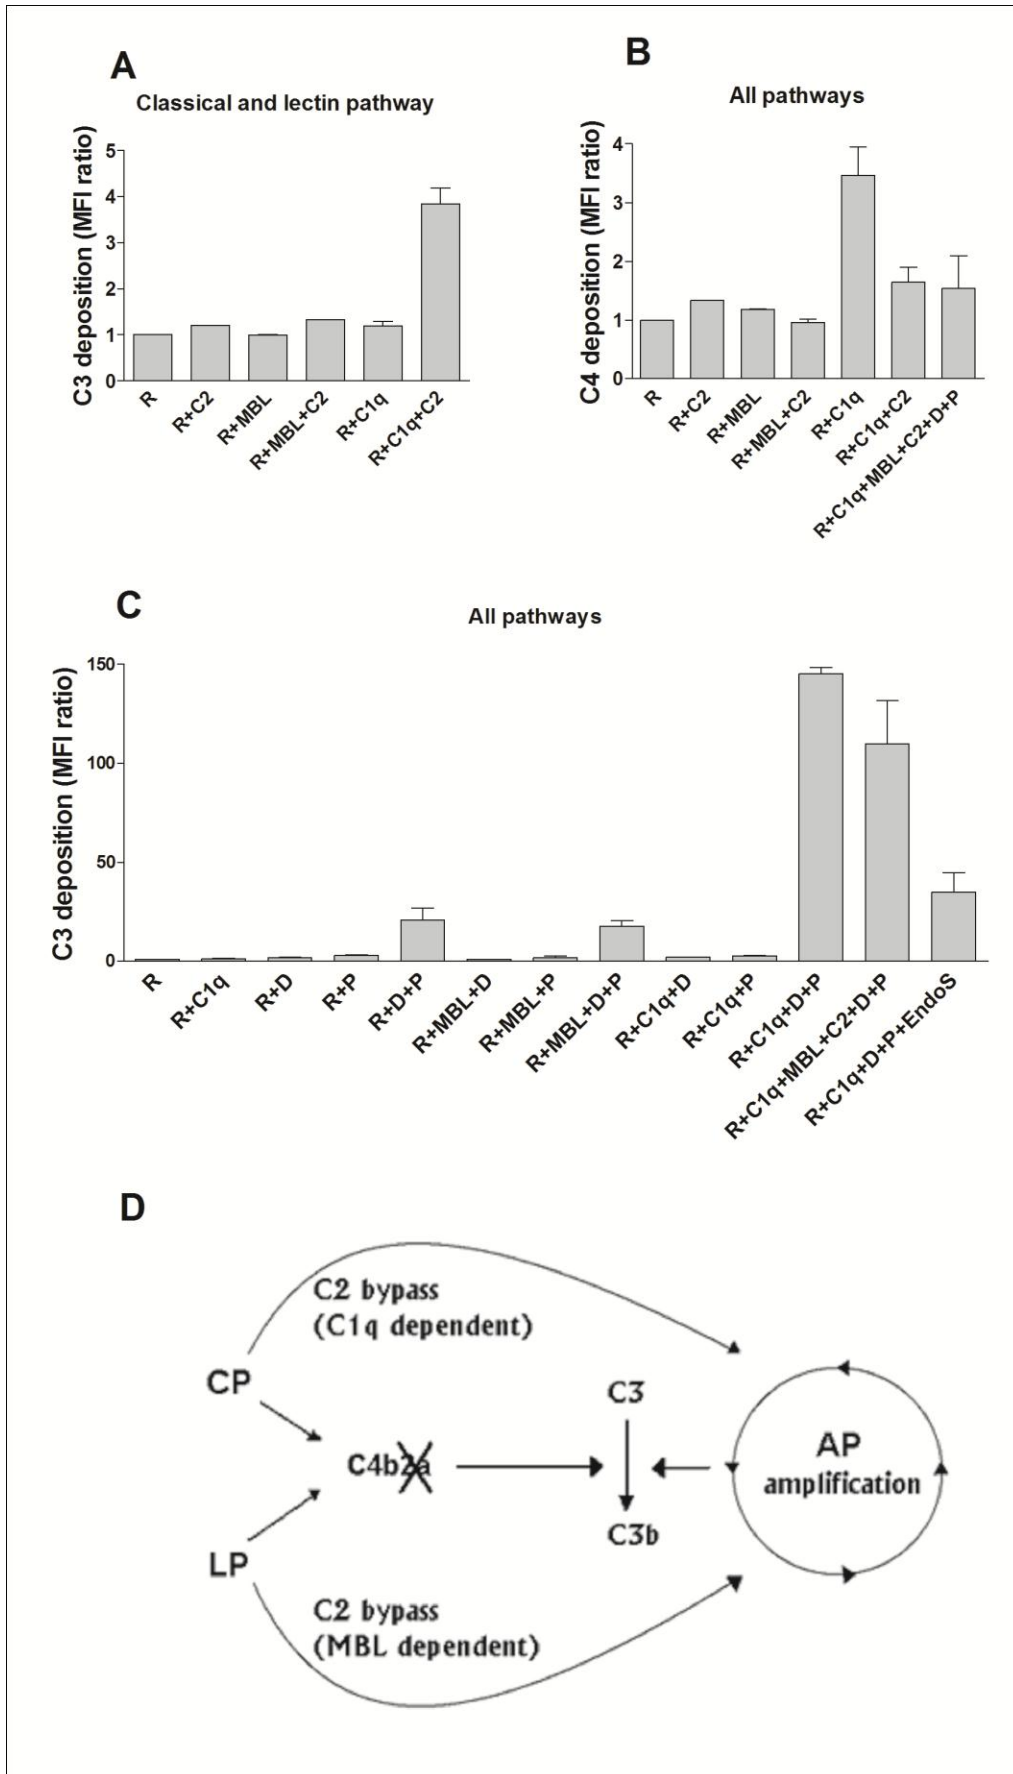 A
Classical and lectin pathway
C3 deposition (MFI ratio)
5
4
3
2
1
0
R
R+C2
R+MBL
R+MBL+C2
R+C1q
R+C1q+C2
B
All pathways
C4 deposition (MFI ratio)
4
3
2
1
0
R
R+C2
R+MBL
R+MBL+C2
R+C1q
R+C1q+C2
R+C1q+MBL+C2+D+P
C
All pathways
C3 deposition (MFI ratio)
150
100
50
0
R
R+C1q
R+D
R+P
R+D+P
R+MBL+D
R+MBL+P
R+MBL+D+P
R+C1q+D
R+C1q+P
R+C1q+D+P
R+C1q+MBL+C2+D+P
R+C1q+D+P+EndoS
D
C2 bypass
(C1q dependent)
CP
C4b2a
LP
C2 bypass
(MBL dependent)
C3
C3b
AP
amplification